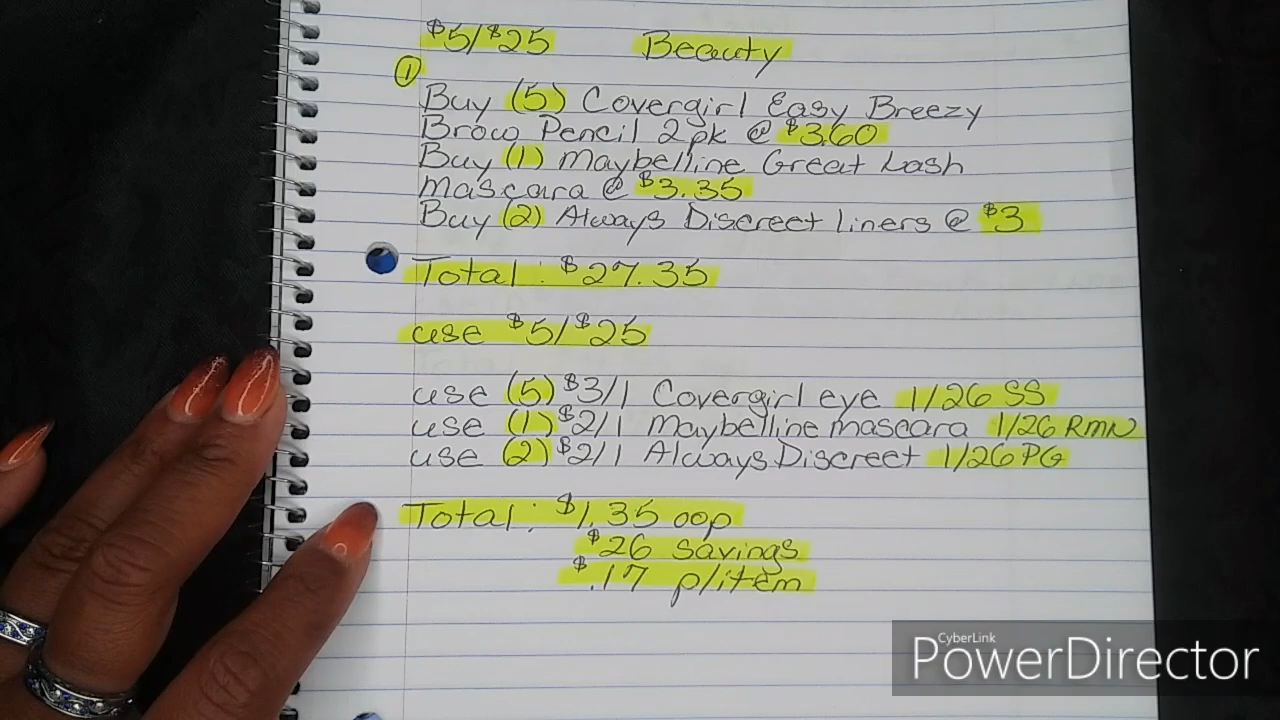 $5/$25 Beauty
①
Buy (5) Covergirl Easy Breezy
Brow Pencil 2pk @ $3.60
Buy (1) Maybelline Great Lash
Mascara @ $3.35
Buy (2) Always Discreet liners @ $3
Total: $27.35
use $5/$25
use (5) $3/1 Covergirl eye 1/26 SS
use (1) $2/1 Maybelline mascara 1/26 RMN
use (2) $2/1 Always Discreet 1/26 PG
Total: $1.35 oop
$26 savings
$.17 p/item
CyberLink
PowerDirector